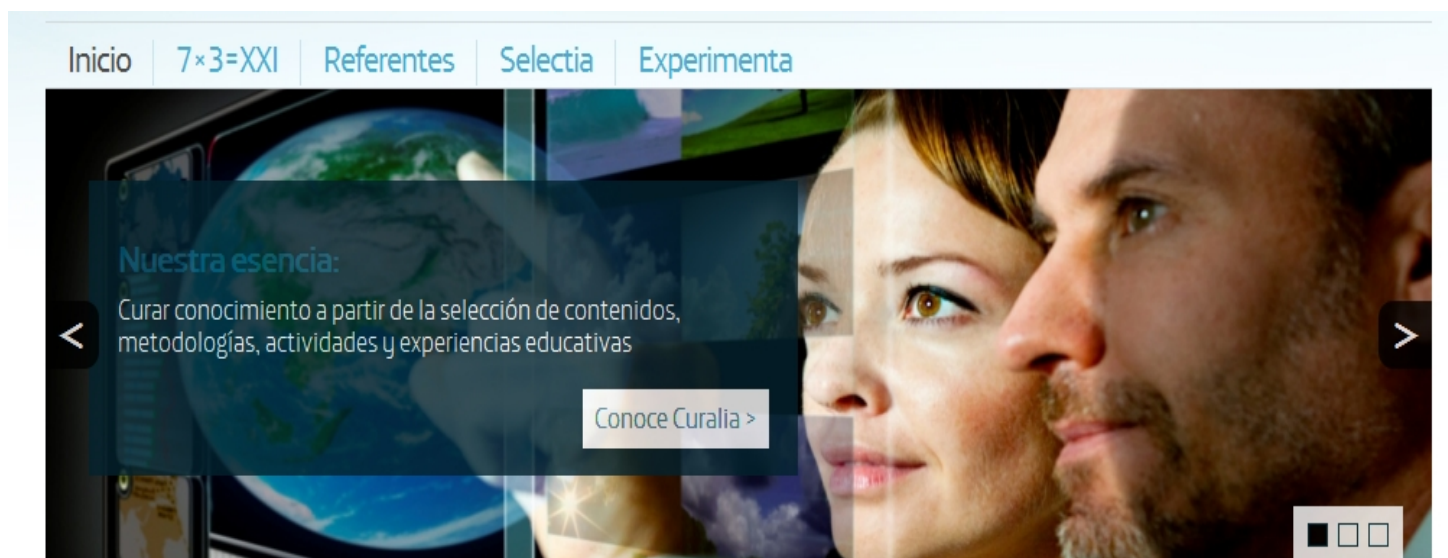 Inicio 7×3=XXI Referentes Selectia Experimenta
Nuestra esencia:
Curar conocimiento a partir de la selección de contenidos,
metodologías, actividades y experiencias educativas
Conoce Curalia >
< >